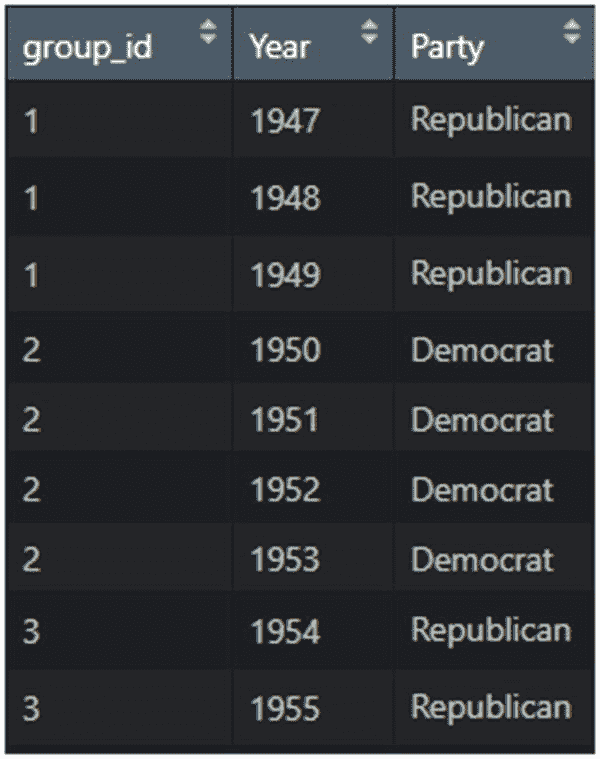 group_id Year Party
1 1947 Republican
1 1948 Republican
1 1949 Republican
2 1950 Democrat
2 1951 Democrat
2 1952 Democrat
2 1953 Democrat
3 1954 Republican
3 1955 Republican